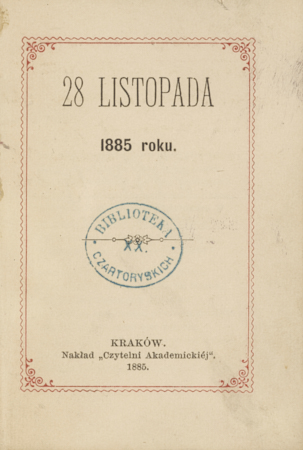 28 LISTOPADA
1885 roku.
BIBLIOTEKA
XX.
CZARTORYSKICH
KRAKÓW.
Nakład „Czytelni Akademickiéj“.
1885.